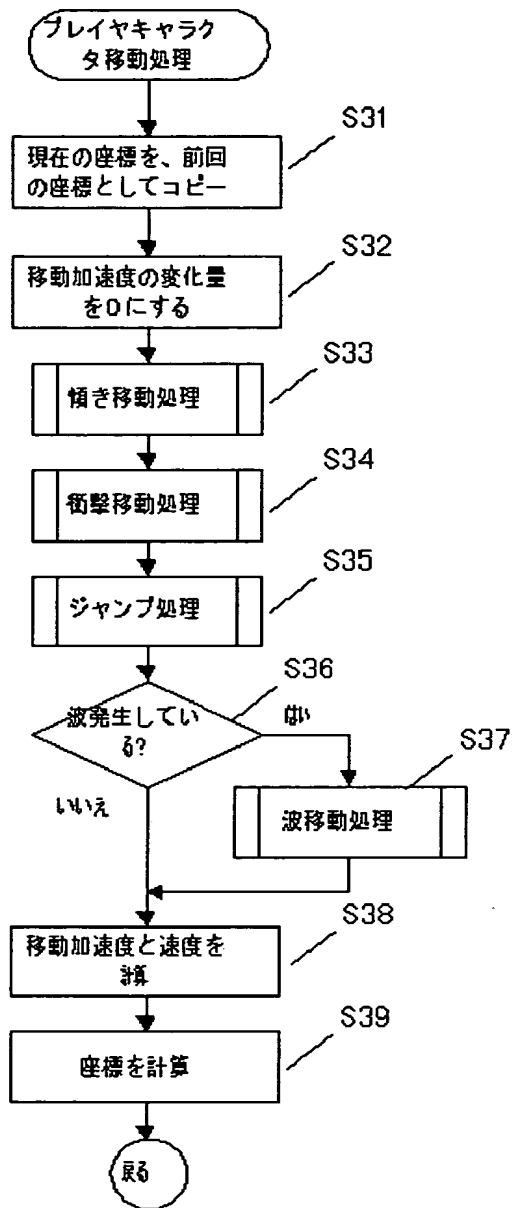 プレイヤキャラク
タ移動処理
S31
現在の座標を、前回
の座標としてコピー
S32
移動加速度の変化量
を0にする
S33
傾き移動処理
S34
衝撃移動処理
S35
ジャンプ処理
S36
波発生してい
る?
はい
いいえ
S37
波移動処理
S38
移動加速度と速度を
計算
S39
座標を計算
戻る